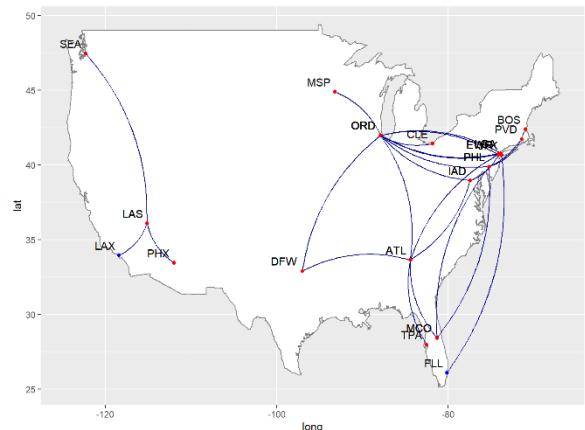 50
SEA
45
MSP
BOS
ORD
PVD
CLE
40
PHL
IAD
LAS
35
LAX
PHX
DFW
ATL
30
MCO
TPA
FLL
25
-120
-100
-80
lat
long